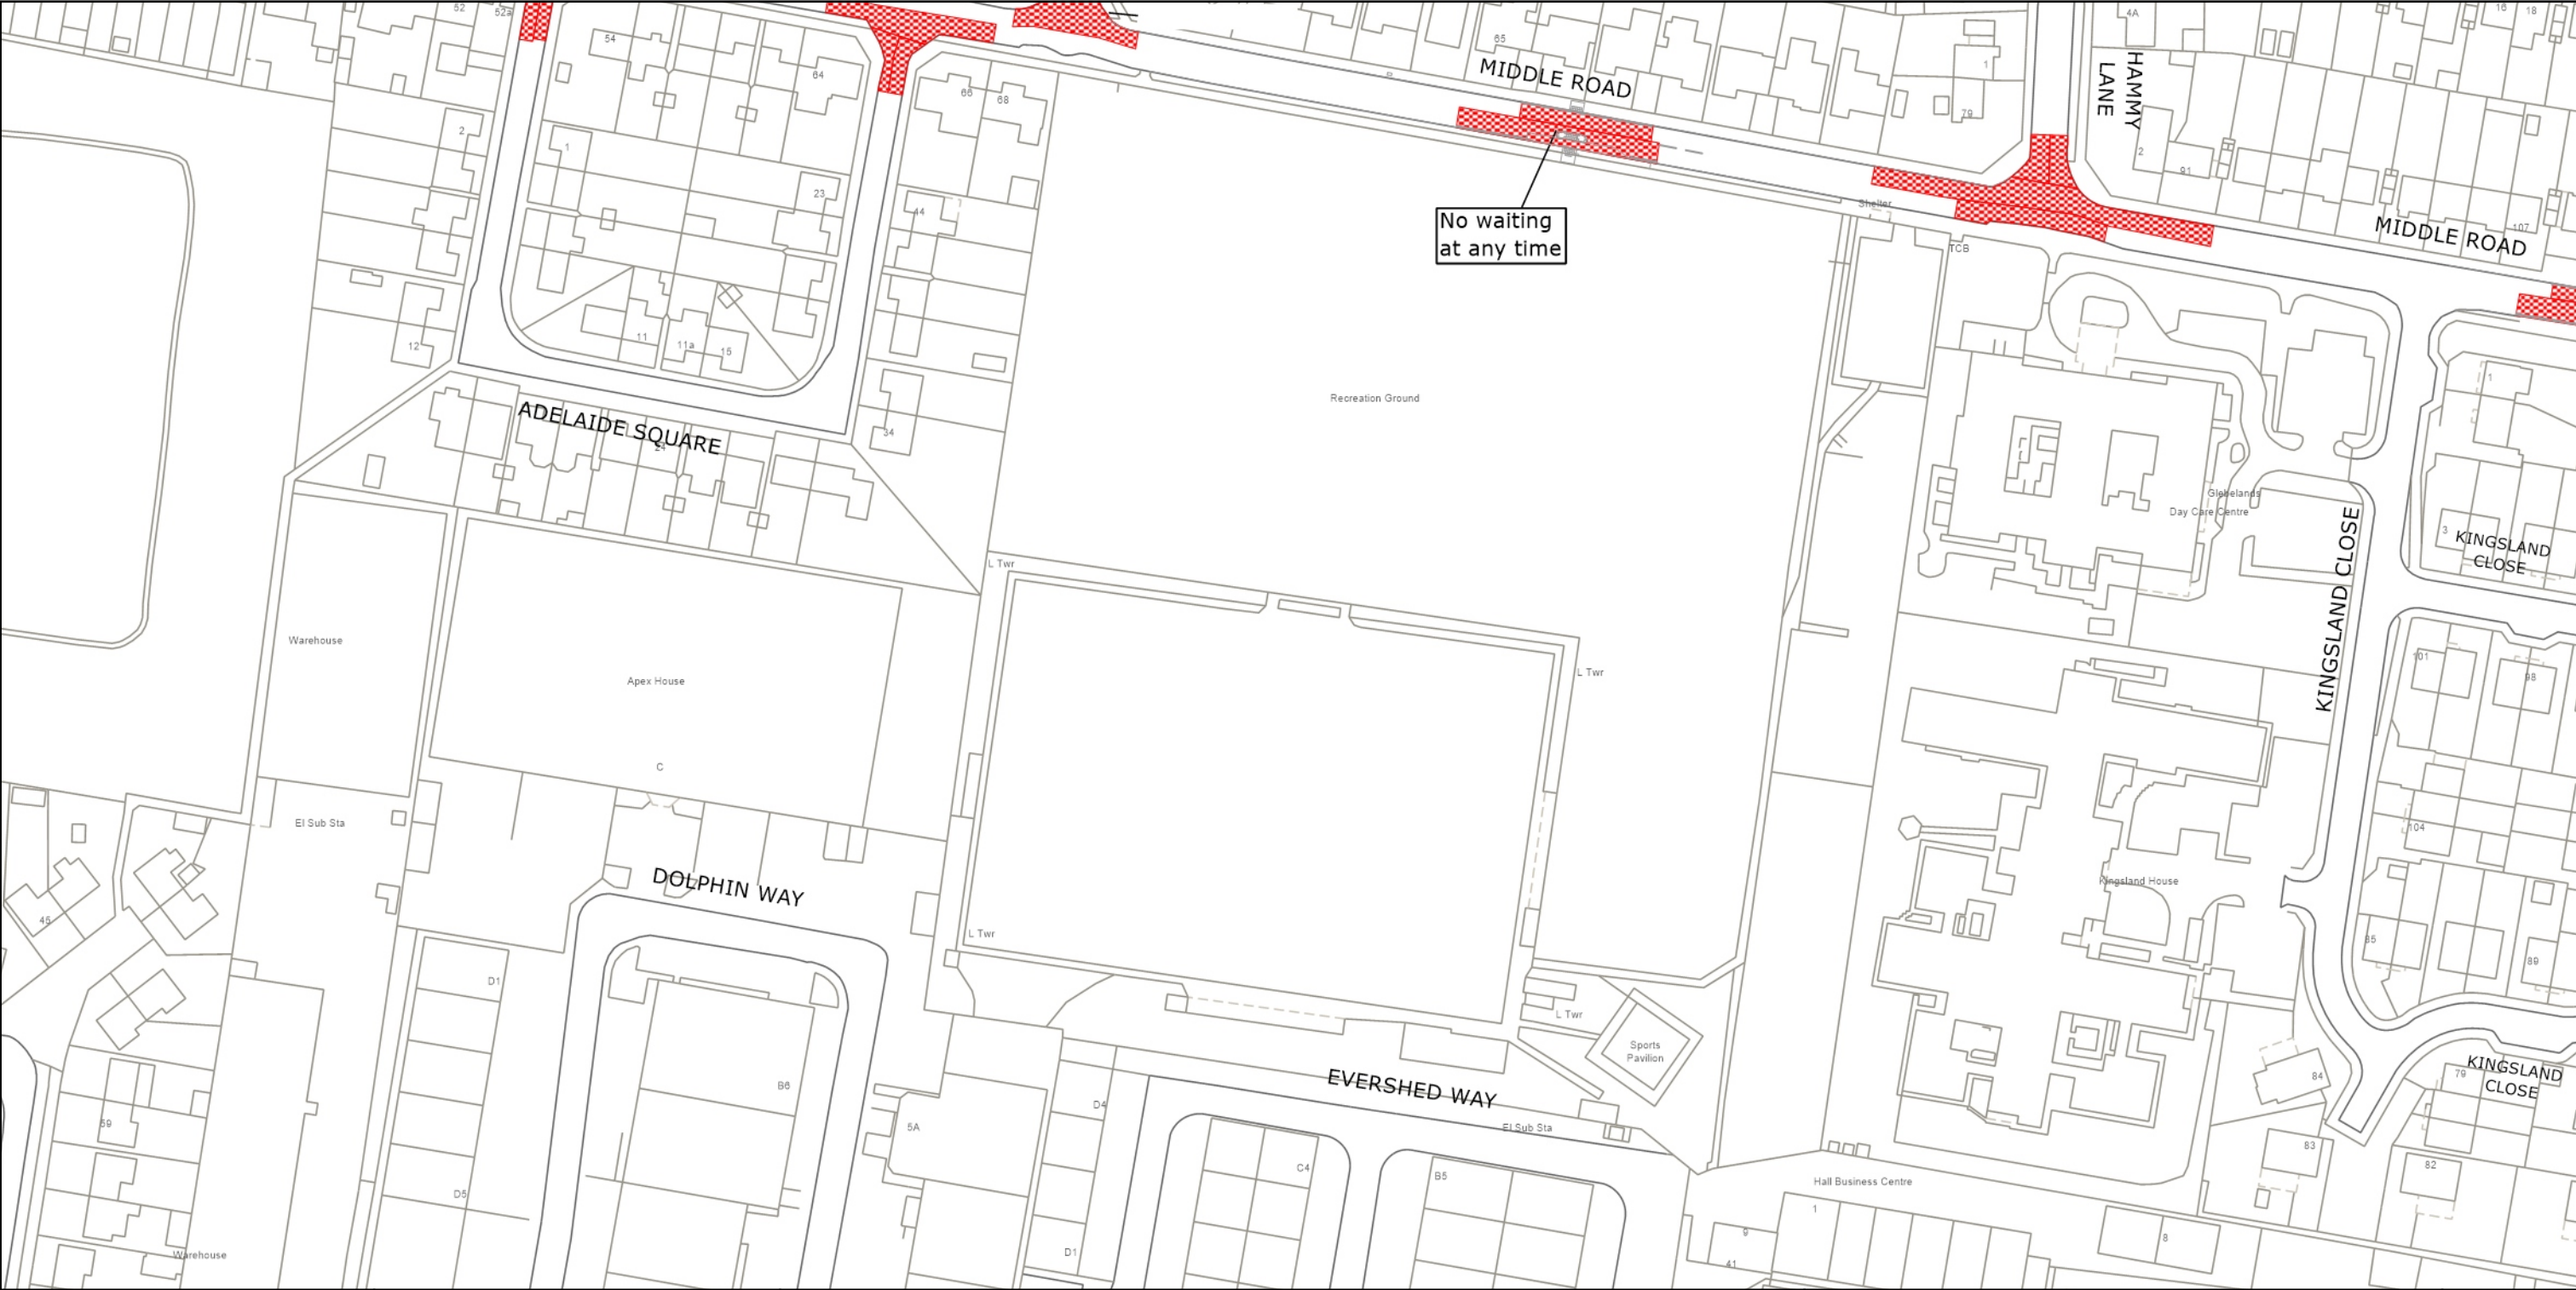 52
52a
54
64
66
68
65
MIDDLE ROAD
79
1
4A
HAMMY
LANE
16
18
2
91
107
MIDDLE ROAD
2
1
23
44
No waiting
at any time
Shelter
TCB
12
11
11a
15
34
ADELAIDE SQUARE
24
Recreation Ground
1
Glebelands
Day Care Centre
3
KINGSLAND
CLOSE
KINGSLAND CLOSE
L Twr
Warehouse
Apex House
L Twr
101
98
C
El Sub Sta
104
DOLPHIN WAY
Kingsland House
45
L Twr
85
89
D1
L Twr
Sports
Pavilion
B6
EVERSHED WAY
KINGSLAND
CLOSE
79
84
59
5A
D4
El Sub Sta
83
82
D5
C4
B5
Hall Business Centre
1
9
8
Warehouse
D1
41